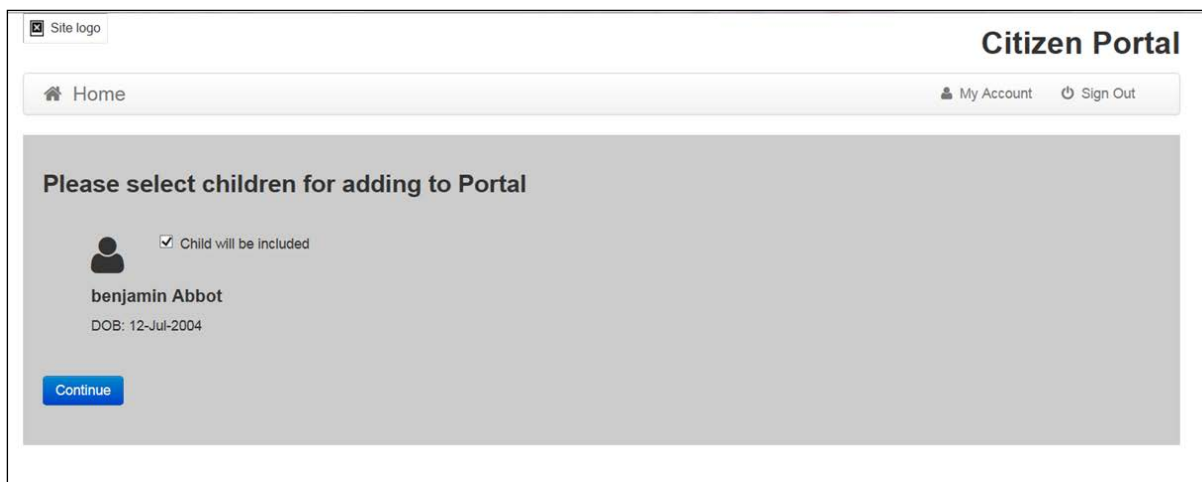 Site logo
Citizen Portal
Home
My Account
Sign Out
Please select children for adding to Portal
Child will be included
benjamin Abbot
DOB: 12-Jul-2004
Continue